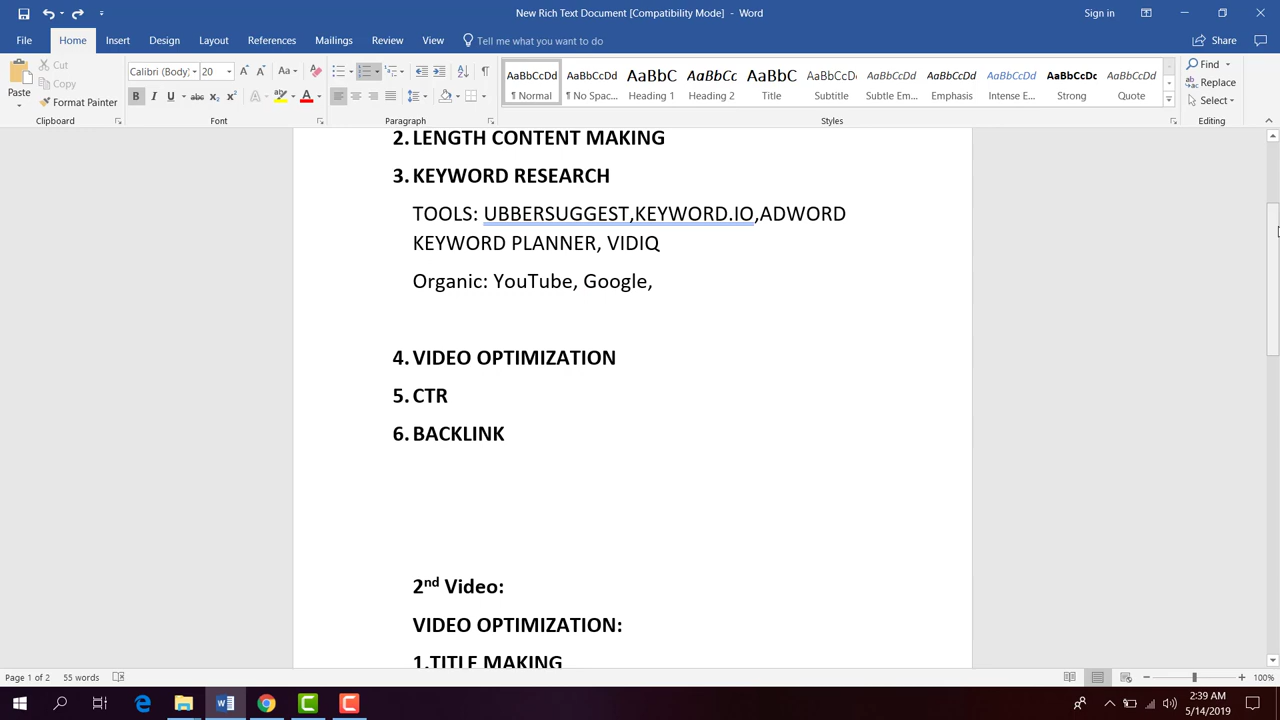 New Rich Text Document [Compatibility Mode] - Word
Sign in
File Home Insert Design Layout References Mailings Review View Tell me what you want to do Share
Cut
Copy
Format Painter
Paste
Calibri (Body) 20
AaBbCcDd AaBbCcDd AaBbC AaBbCc AaBbC AaBbCcD AaBbCcDd AaBbCcDd AaBbCcDd AaBbCcDc AaBbCcDd
¶ Normal ¶ No Spac... Heading 1 Heading 2 Title Subtitle Subtle Em... Emphasis Intense E... Strong Quote
Find
Replace
Select
Clipboard Font Paragraph Styles Editing
2. LENGTH CONTENT MAKING
3. KEYWORD RESEARCH
TOOLS: UBBERSUGGEST,KEYWORD.IO,ADWORD
KEYWORD PLANNER, VIDIQ
Organic: YouTube, Google,
4. VIDEO OPTIMIZATION
5. CTR
6. BACKLINK
2nd Video:
VIDEO OPTIMIZATION:
1.TITLE MAKING
Page 1 of 2 55 words 100%
2:39 AM
5/14/2019